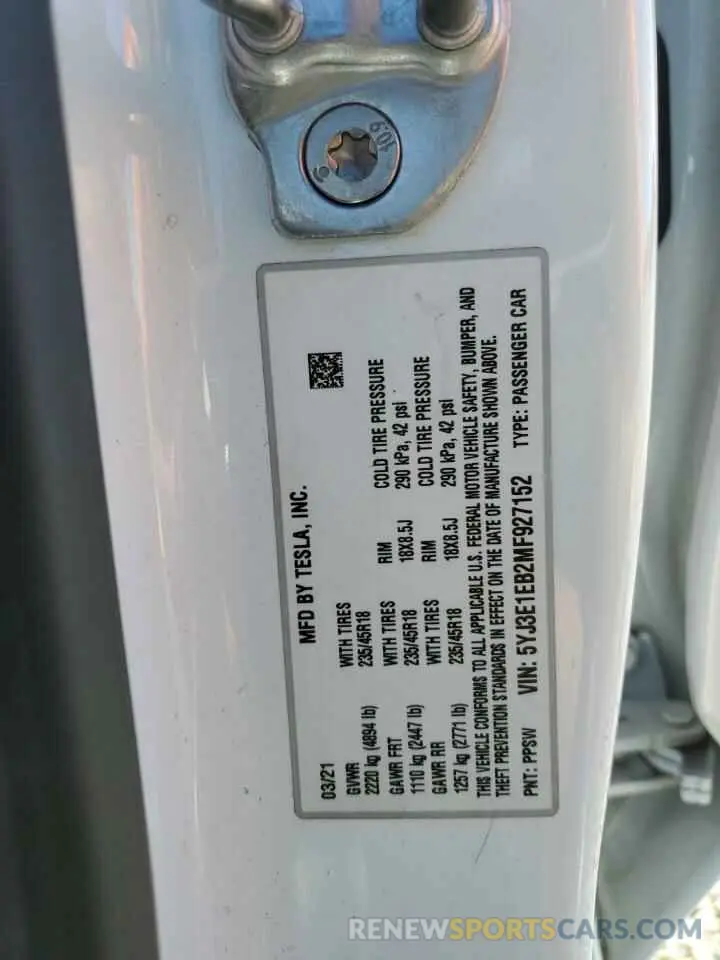 10.9
MFD BY TESLA, INC.
03/21
GVWR WITH TIRES RIM COLD TIRE PRESSURE
2220 kg (4894 lb) 235/45R18 18X8.5J 290 kPa, 42 psi
GAWR FRT WITH TIRES RIM COLD TIRE PRESSURE
1110 kg (2447 lb) 235/45R18 18X8.5J 290 kPa, 42 psi
GAWR RR WITH TIRES
1257 kg (2771 lb) 235/45R18
THIS VEHICLE CONFORMS TO ALL APPLICABLE U.S. FEDERAL MOTOR VEHICLE SAFETY, BUMPER, AND
THEFT PREVENTION STANDARDS IN EFFECT ON THE DATE OF MANUFACTURE SHOWN ABOVE.
PNT: PPSW VIN: 5YJ3E1EB2MF927152 TYPE: PASSENGER CAR
RENEWSPORTSCARS.COM